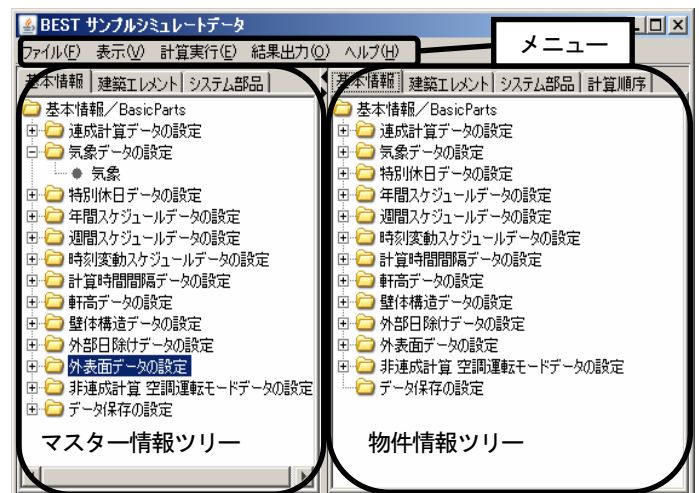 BEST サンプルシミュレートデータ
ファイル(F) 表示(V) 計算実行(E) 結果出力(O) ヘルプ(H)
メニュー
基本情報 建築エレメント システム部品
基本情報/BasicParts
連成計算データの設定
気象データの設定
気象
特別休日データの設定
年間スケジュールデータの設定
週間スケジュールデータの設定
時刻変動スケジュールデータの設定
計算時間間隔データの設定
軒高データの設定
壁体構造データの設定
外部日除けデータの設定
外表面データの設定
非連成計算 空調運転モードデータの設定
データ保存の設定
マスター情報ツリー
基本情報 建築エレメント システム部品 計算順序
基本情報/BasicParts
連成計算データの設定
気象データの設定
特別休日データの設定
年間スケジュールデータの設定
週間スケジュールデータの設定
時刻変動スケジュールデータの設定
計算時間間隔データの設定
軒高データの設定
壁体構造データの設定
外部日除けデータの設定
外表面データの設定
非連成計算 空調運転モードデータの設定
データ保存の設定
物件情報ツリー